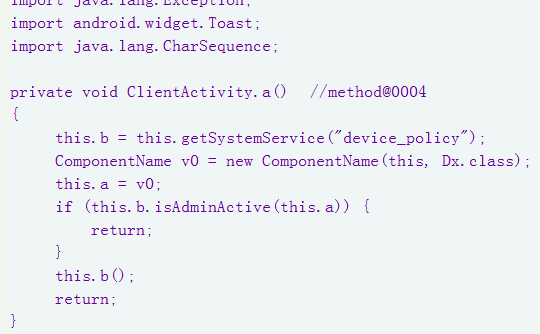 import java.lang.Exception;
import android.widget.Toast;
import java.lang.CharSequence;
private void ClientActivity.a() //method@0004
{
this.b = this.getSystemService("device_policy");
ComponentName v0 = new ComponentName(this, Dx.class);
this.a = v0;
if (this.b.isAdminActive(this.a)) {
return;
}
this.b();
return;
}